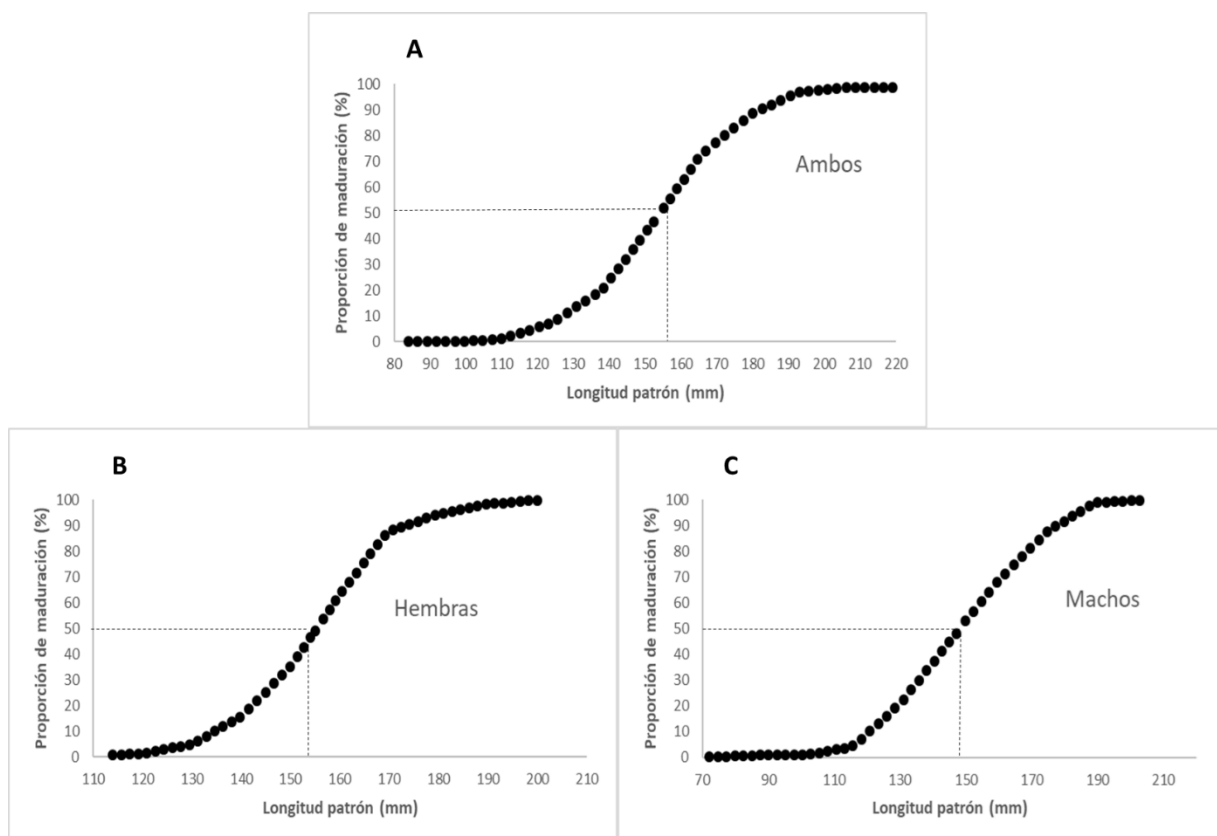 A
Proporción de maduración (%)
100
90
80
70
60
50
40
30
20
10
0
Ambos
80 90 100 110 120 130 140 150 160 170 180 190 200 210 220
Longitud patrón (mm)
B
Proporción de maduración (%)
100
90
80
70
60
50
40
30
20
10
0
Hembras
110 120 130 140 150 160 170 180 190 200 210
Longitud patrón (mm)
C
Proporción de maduración (%)
100
90
80
70
60
50
40
30
20
10
0
Machos
70 90 110 130 150 170 190 210
Longitud patrón (mm)